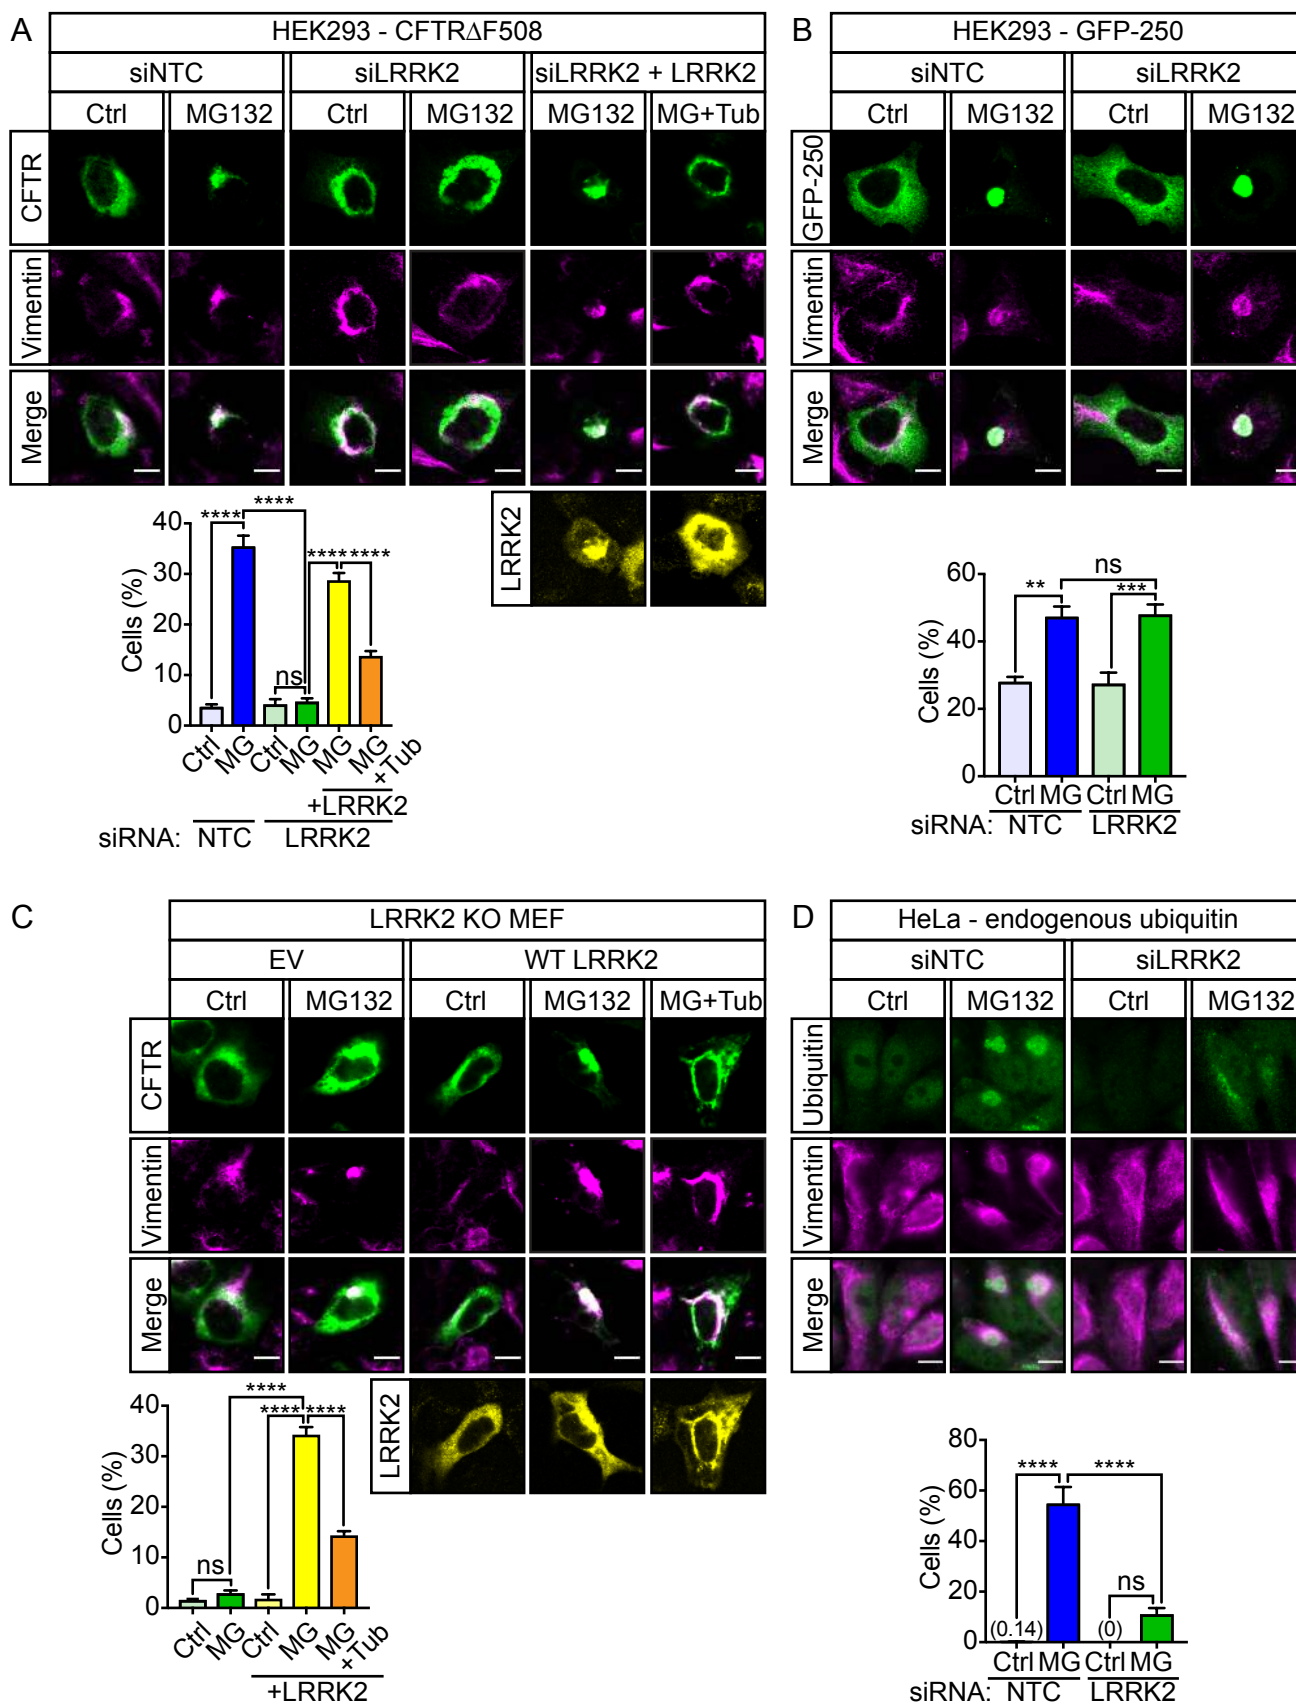 A
HEK293 - CFTRΔF508
siNTC siLRRK2 siLRRK2 + LRRK2
Ctrl MG132 Ctrl MG132 MG132 MG+Tub
CFTR
Vimentin
Merge
LRRK2
**** **** **** ****
ns
Cells (%)
40
30
20
10
0
Ctrl MG Ctrl MG MG MG +Tub
+LRRK2
siRNA: NTC LRRK2
B
HEK293 - GFP-250
siNTC siLRRK2
Ctrl MG132 Ctrl MG132
GFP-250
Vimentin
Merge
ns
** ***
Cells (%)
60
40
20
0
Ctrl MG Ctrl MG
siRNA: NTC LRRK2
C
LRRK2 KO MEF
EV WT LRRK2
Ctrl MG132 Ctrl MG132 MG+Tub
CFTR
Vimentin
Merge
LRRK2
****
**** ****
ns
Cells (%)
40
30
20
10
0
Ctrl MG Ctrl MG MG +Tub
+LRRK2
D
HeLa - endogenous ubiquitin
siNTC siLRRK2
Ctrl MG132 Ctrl MG132
Ubiquitin
Vimentin
Merge
**** ****
ns
Cells (%)
80
60
40
20
0
(0.14) (0)
Ctrl MG Ctrl MG
siRNA: NTC LRRK2